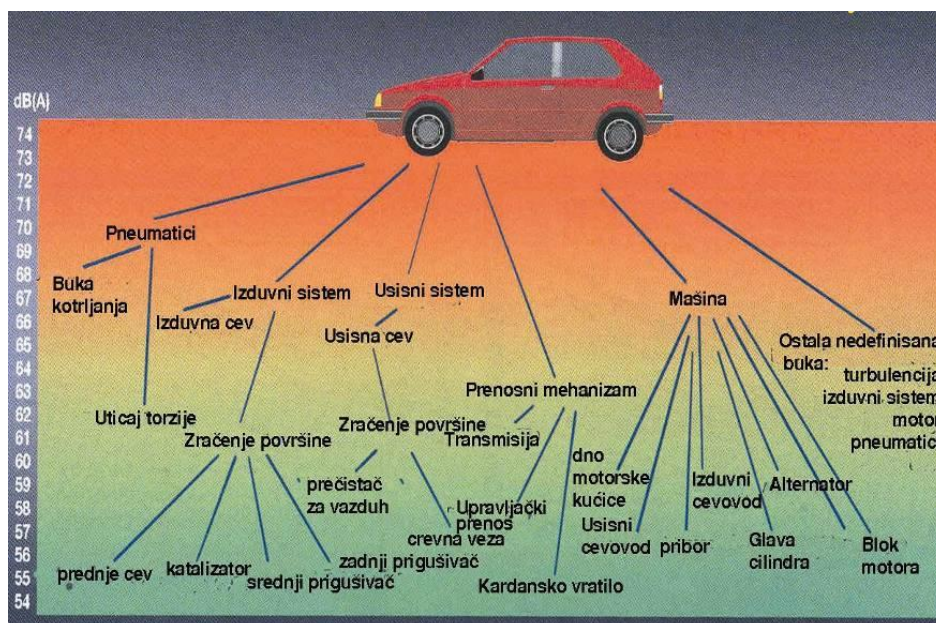 dB(A)
74
73
72
71
70
69
68
67
66
65
64
63
62
61
60
59
58
57
56
55
54
Pneumatici
Buka
kotrljanja
Uticaj torzije
Izduvni sistem
Izduvna cev
Zračenje površine
prednje cev
katalizator
srednji prigušivač
zadnji prigušivač
Usisni sistem
Usisna cev
Zračenje površine
prečistač
za vazduh
crevna veza
Prenosni mehanizam
Transmisija
Upravljački
prenos
Kardansko vratilo
Mašina
dno
motorske
kućice
Usisni
cevovod
pribor
Izduvni
cevovod
Glava
cilindra
Alternator
Blok
motora
Ostala nedefinisana
buka:
turbulencija
izduvni sistem
motor
pneumatici